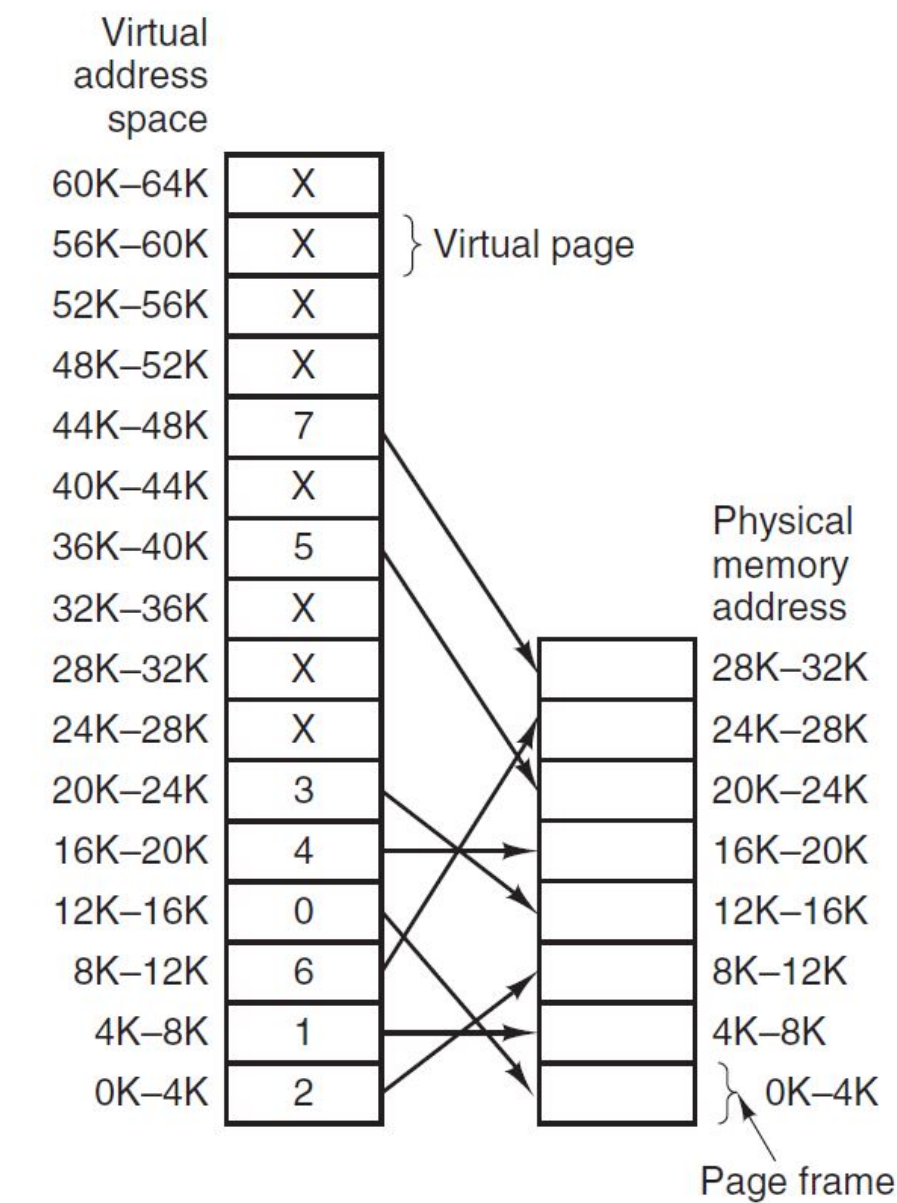 Virtual
address
space
60K–64K X
56K–60K X Virtual page
52K–56K X
48K–52K X
44K–48K 7
40K–44K X
36K–40K 5
32K–36K X
28K–32K X
24K–28K X
20K–24K 3
16K–20K 4
12K–16K 0
8K–12K 6
4K–8K 1
0K–4K 2
Physical
memory
address
28K–32K
24K–28K
20K–24K
16K–20K
12K–16K
8K–12K
4K–8K
0K–4K
Page frame